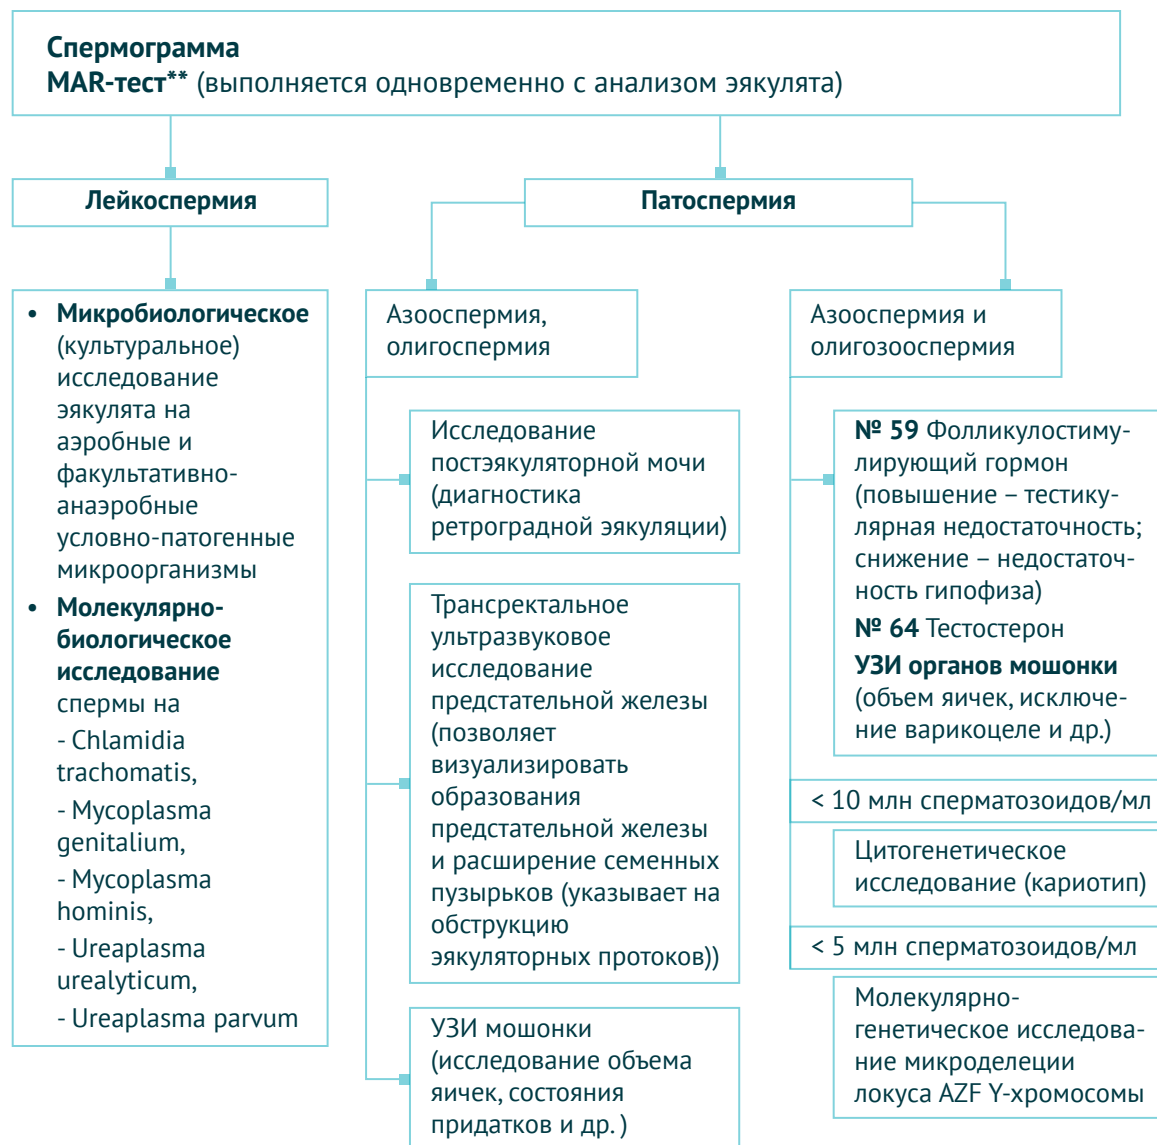 Спермограмма
MAR-тест** (выполняется одновременно с анализом эякулята)
Лейкоспермия
Патоспермия
• Микробиологическое
(культуральное)
исследование
эякулята на
аэробные и
факультативно-
анаэробные
условно-патогенные
микроорганизмы
• Молекулярно-
биологическое
исследование
спермы на
- Chlamidia
trachomatis,
- Mycoplasma
genitalium,
- Mycoplasma
hominis,
- Ureaplasma
urealyticum,
- Ureaplasma parvum
Азооспермия,
олигоспермия
Исследование
постэякуляторной мочи
(диагностика
ретроградной эякуляции)
Трансректальное
ультразвуковое
исследование
предстательной железы
(позволяет
визуализировать
образования
предстательной железы
и расширение семенных
пузырьков (указывает на
обструкцию
эякуляторных протоков))
УЗИ мошонки
(исследование объема
яичек, состояния
придатков и др. )
Азооспермия и
олигозооспермия
№ 59 Фолликулостиму-
лирующий гормон
(повышение – тестику-
лярная недостаточность;
снижение – недостаточ-
ность гипофиза)
№ 64 Тестостерон
УЗИ органов мошонки
(объем яичек, исключе-
ние варикоцеле и др.)
< 10 млн сперматозоидов/мл
Цитогенетическое
исследование (кариотип)
< 5 млн сперматозоидов/мл
Молекулярно-
генетическое исследова-
ние микроделеции
локуса AZF Y-хромосомы